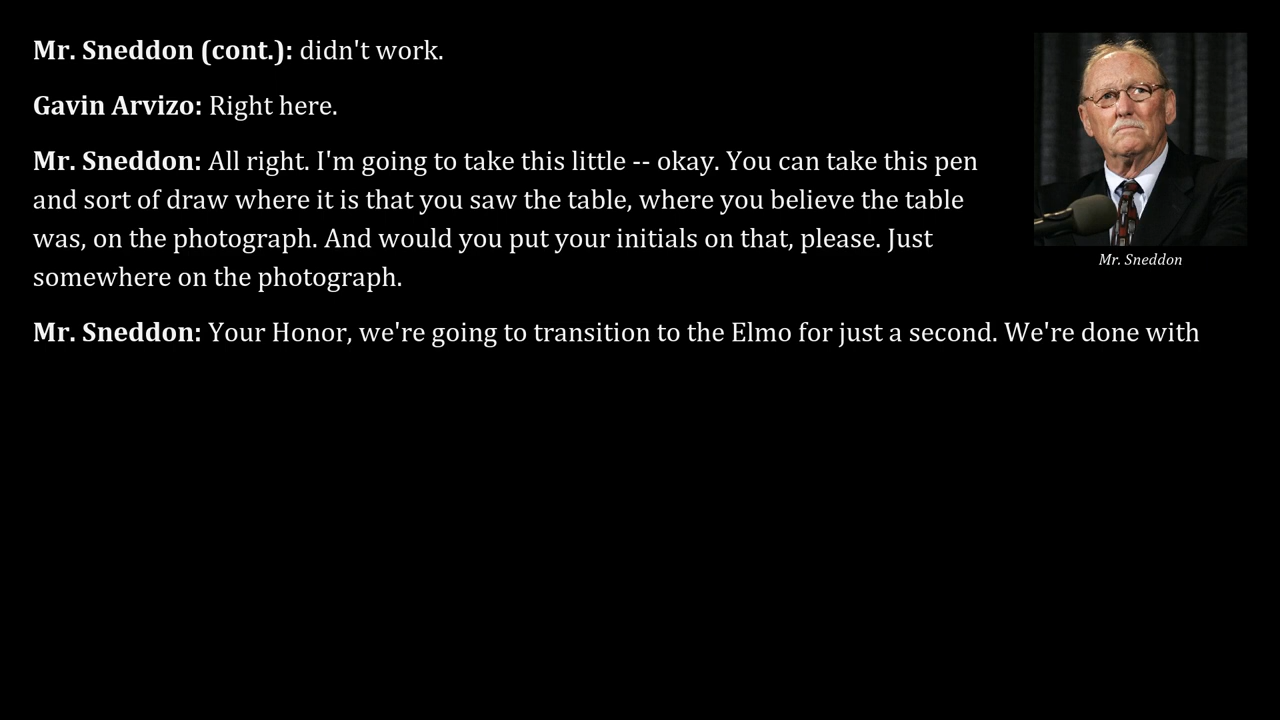 Mr. Sneddon (cont.): didn't work.
Gavin Arvizo: Right here.
Mr. Sneddon: All right. I'm going to take this little -- okay. You can take this pen
and sort of draw where it is that you saw the table, where you believe the table
was, on the photograph. And would you put your initials on that, please. Just
somewhere on the photograph.
Mr. Sneddon
Mr. Sneddon: Your Honor, we're going to transition to the Elmo for just a second. We're done with